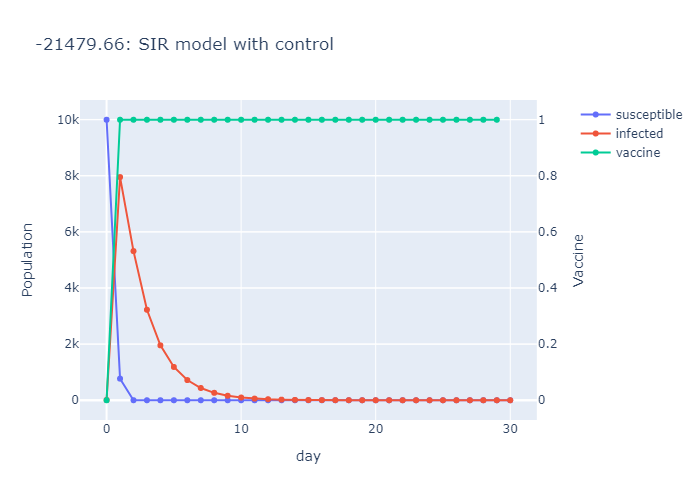 -21479.66: SIR model with control
susceptible
infected
vaccine
10k
8k
6k
4k
2k
0
Population
1
0.8
0.6
0.4
0.2
0
Vaccine
0
10
20
30
day